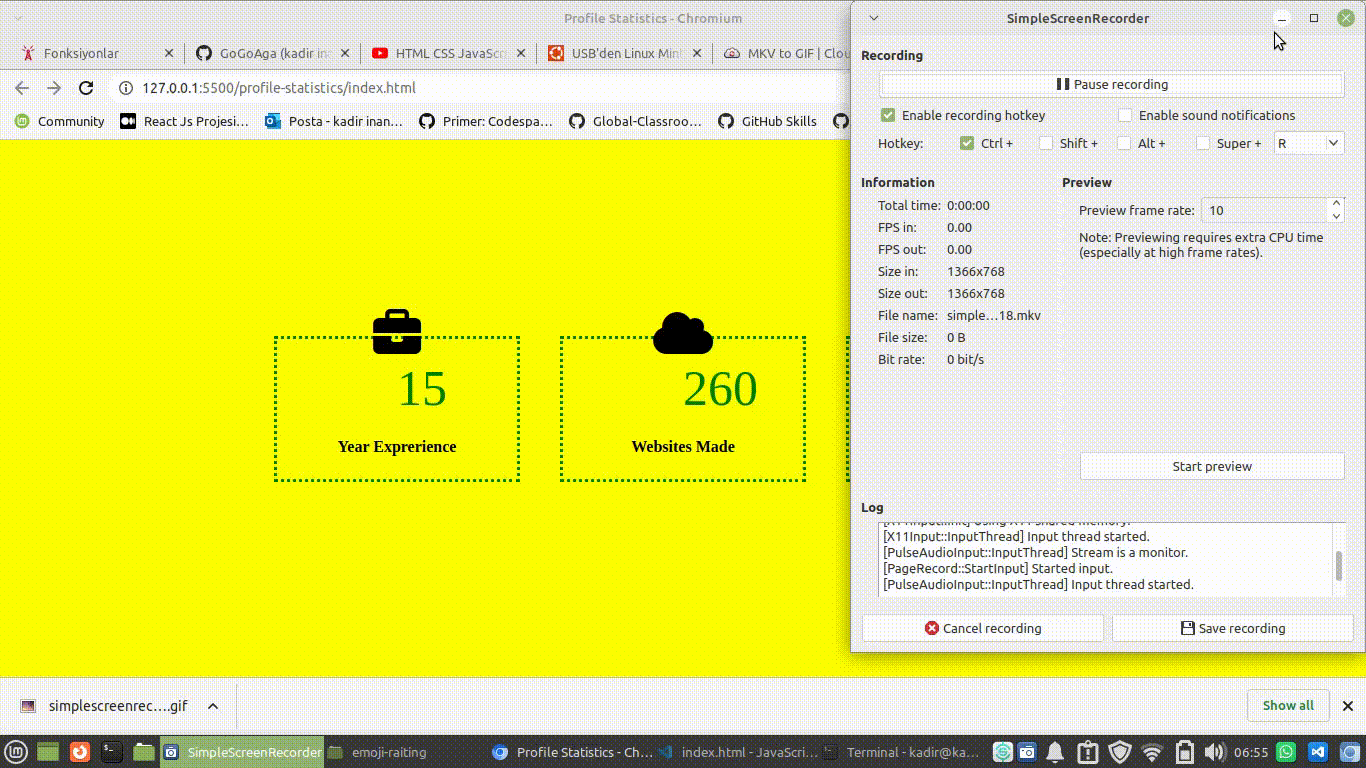 Profile Statistics - Chromium
Fonksiyonlar
GoGoAga (kadir ina
HTML CSS JavaScr
USB'den Linux Mint
MKV to GIF | Clou
127.0.0.1:5500/profile-statistics/index.html
Community
React Js Projesi...
Posta - kadir inan...
Primer: Codespa...
Global-Classroo...
GitHub Skills
15
Year Exprerience
260
Websites Made
SimpleScreenRecorder
Recording
Pause recording
Enable recording hotkey
Enable sound notifications
Hotkey:
Ctrl +
Shift +
Alt +
Super +
R
Information
Total time: 0:00:00
FPS in: 0.00
FPS out: 0.00
Size in: 1366x768
Size out: 1366x768
File name: simple...18.mkv
File size: 0 B
Bit rate: 0 bit/s
Preview
Preview frame rate: 10
Note: Previewing requires extra CPU time
(especially at high frame rates).
Start preview
Log
[X11Input::Init] Using X11 shared memory.
[X11Input::InputThread] Input thread started.
[PulseAudioInput::InputThread] Stream is a monitor.
[PageRecord::StartInput] Started input.
[PulseAudioInput::InputThread] Input thread started.
Cancel recording
Save recording
simplescreenrec....gif
Show all
SimpleScreenRecorder
emoji-raiting
Profile Statistics - Ch...
index.html - JavaScri...
Terminal - kadir@ka...
06:55